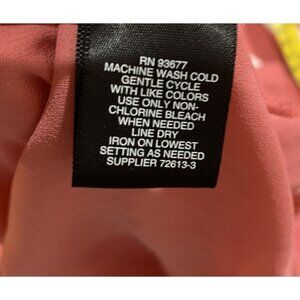 RN 93677
MACHINE WASH COLD
GENTLE CYCLE
WITH LIKE COLORS
USE ONLY NON-
CHLORINE BLEACH
WHEN NEEDED
LINE DRY
IRON ON LOWEST
SETTING AS NEEDED
SUPPLIER 72613-3